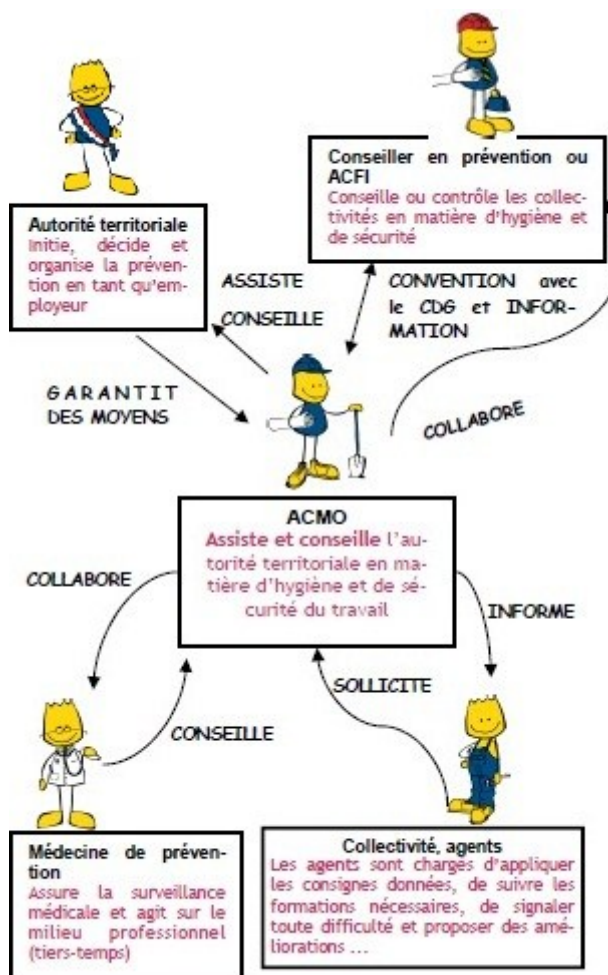 Conseiller en prévention ou
ACFI
Conseille ou contrôle les collec-
tivités en matière d'hygiène et
de sécurité
Autorité territoriale
Initie, décide et
organise la préven-
tion en tant qu'em-
ployeur
ASSISTE
CONSEILLE
CONVENTION avec
le CDG et INFOR-
MATION
GARANTIT
DES MOYENS
COLLABORE
ACMO
Assiste et conseille l'au-
torité territoriale en ma-
tière d'hygiène et de sé-
curité du travail
COLLABORE
INFORME
SOLLICITE
CONSEILLE
Médecine de préven-
tion
Assure la surveillance
médicale et agit sur le
milieu professionnel
(tiers-temps)
Collectivité, agents
Les agents sont chargés d'appliquer
les consignes données, de suivre les
formations nécessaires, de signaler
toute difficulté et proposer des amé-
liorations ...